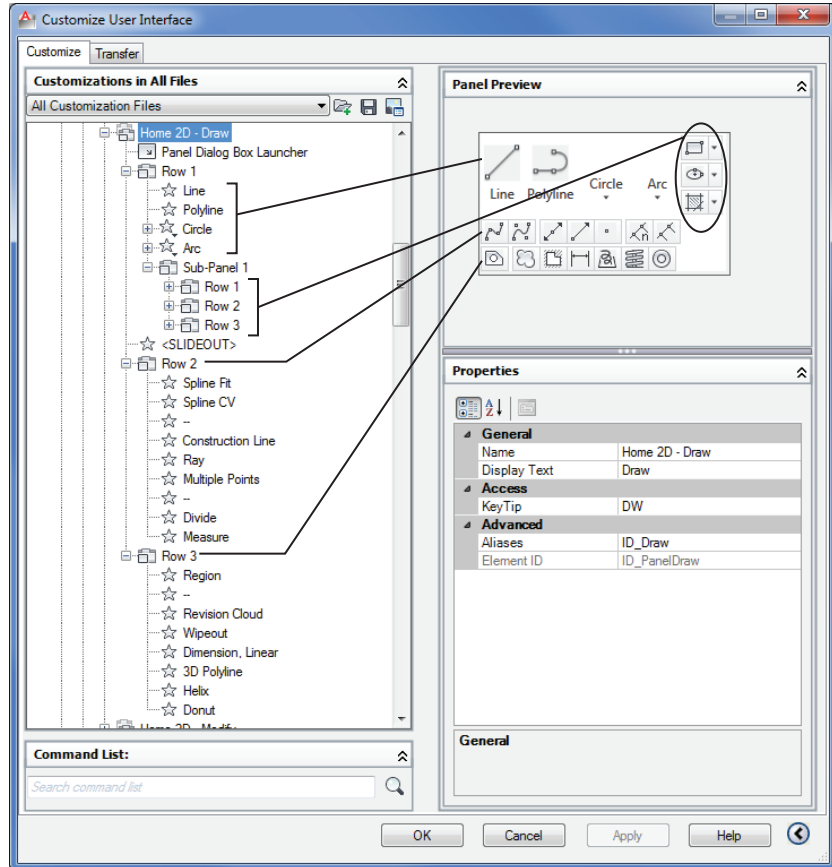 Customize User Interface
Customize Transfer
Customizations in All Files
All Customization Files
Home 2D - Draw
Panel Dialog Box Launcher
Row 1
Line
Polyline
Circle
Arc
Sub-Panel 1
Row 1
Row 2
Row 3
<SLIDEOUT>
Row 2
Spline Fit
Spline CV
--
Construction Line
Ray
Multiple Points
--
Divide
Measure
Row 3
Region
--
Revision Cloud
Wipeout
Dimension, Linear
3D Polyline
Helix
Donut
Home 2D - Modify
Command List:
Search command list
Panel Preview
Line Polyline Circle Arc
Properties
General
Name Home 2D - Draw
Display Text Draw
Access
KeyTip DW
Advanced
Aliases ID_Draw
Element ID ID_PanelDraw
General
OK Cancel Apply Help